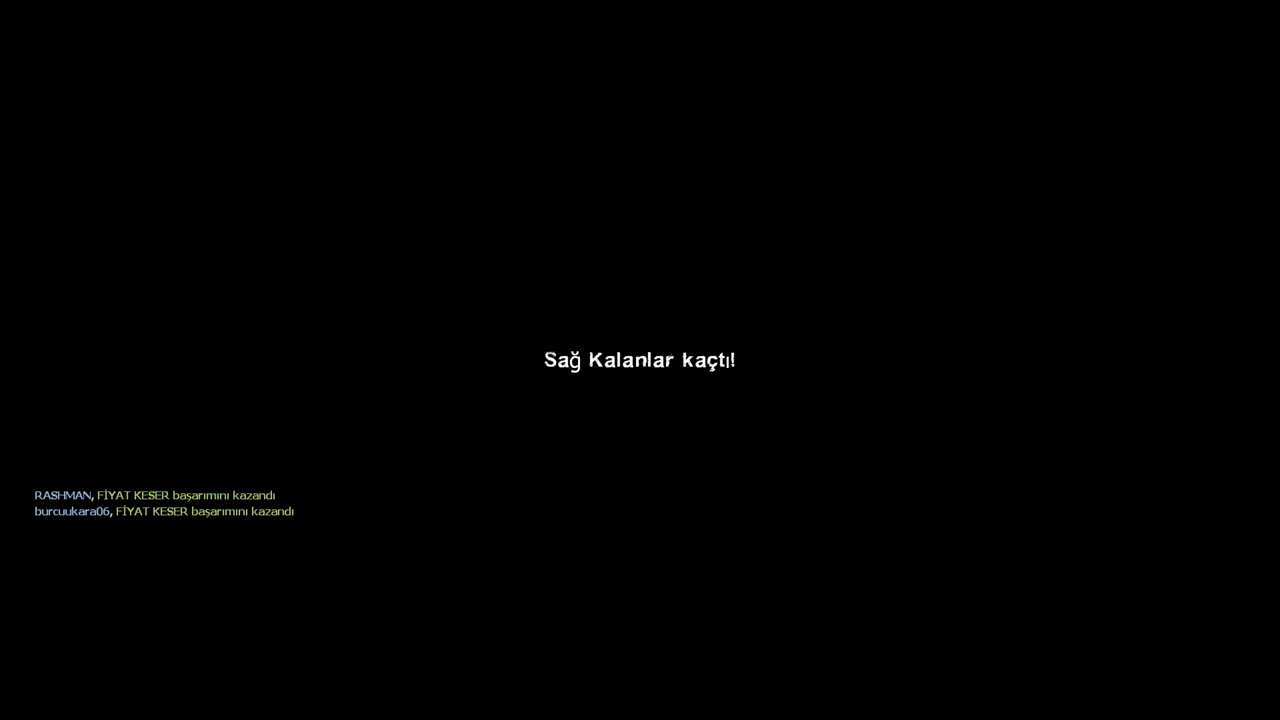 Sağ Kalanlar kaçtı!
RASHMAN, FİYAT KESER başarımını kazandı
burcuukara06, FİYAT KESER başarımını kazandı